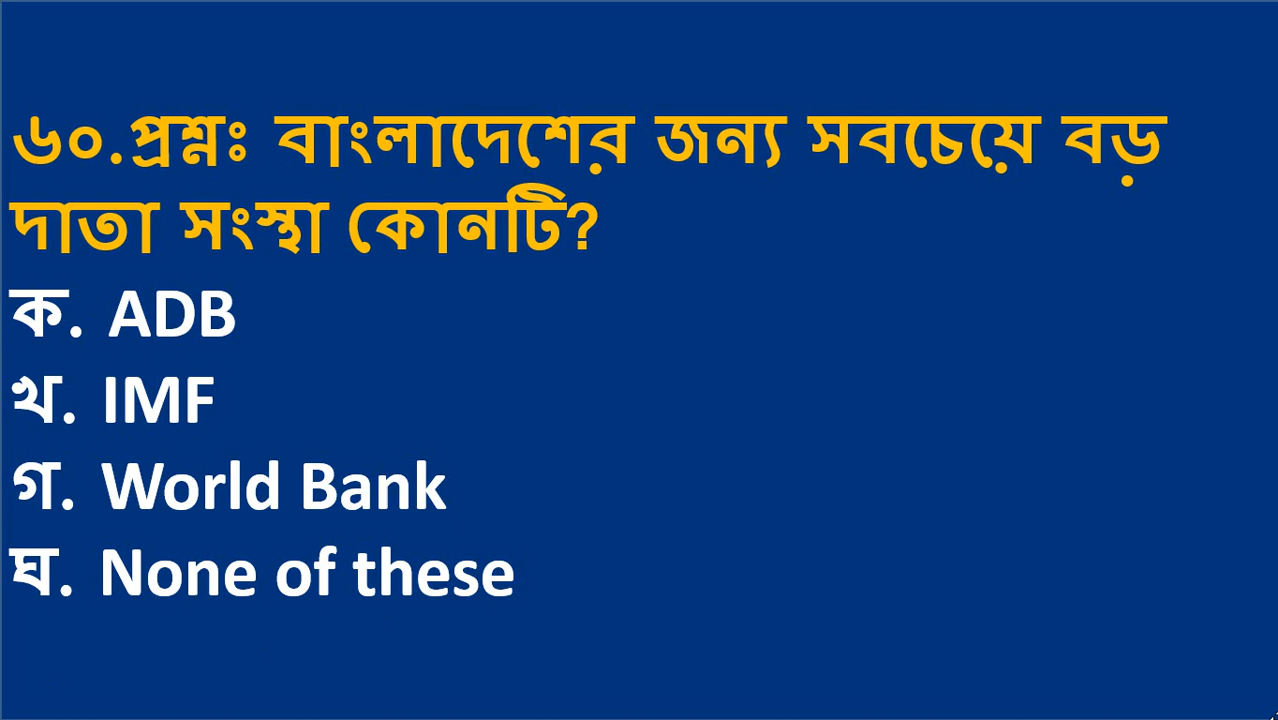 ৬০.প্রশ্নঃ বাংলাদেশের জন্য সবচেয়ে বড়
দাতা সংস্থা কোনটি?
ক. ADB
খ. IMF
গ. World Bank
ঘ. None of these